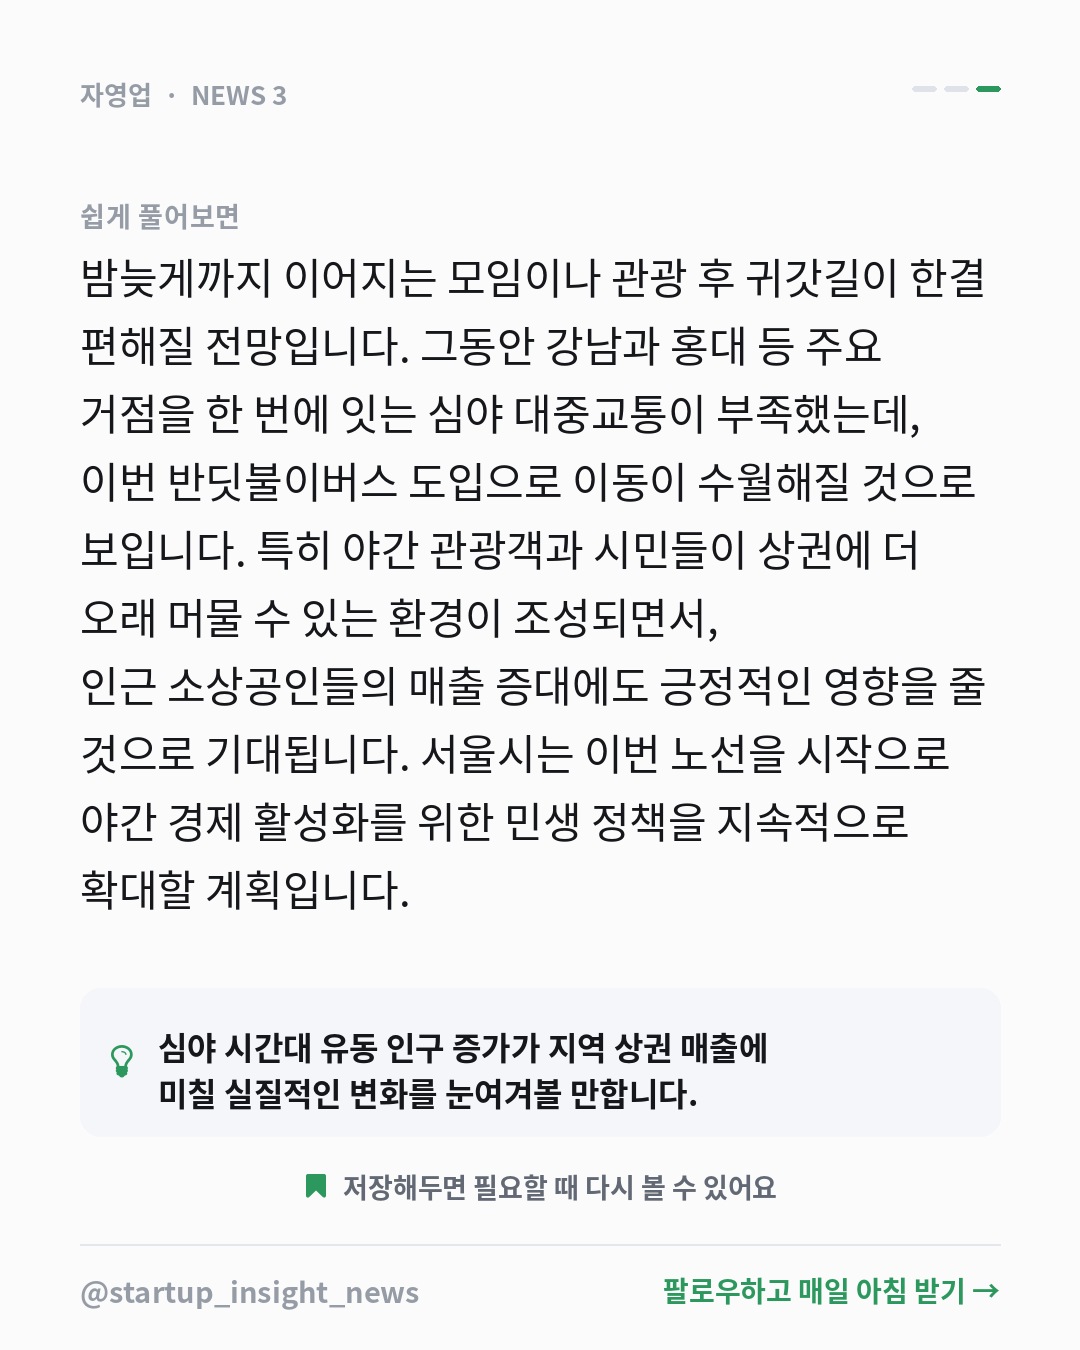 자영업 · NEWS 3
쉽게 풀어보면
밤늦게까지 이어지는 모임이나 관광 후 귀갓길이 한결
편해질 전망입니다. 그동안 강남과 홍대 등 주요
거점을 한 번에 잇는 심야 대중교통이 부족했는데,
이번 반딧불이버스 도입으로 이동이 수월해질 것으로
보입니다. 특히 야간 관광객과 시민들이 상권에 더
오래 머물 수 있는 환경이 조성되면서,
인근 소상공인들의 매출 증대에도 긍정적인 영향을 줄
것으로 기대됩니다. 서울시는 이번 노선을 시작으로
야간 경제 활성화를 위한 민생 정책을 지속적으로
확대할 계획입니다.
심야 시간대 유동 인구 증가가 지역 상권 매출에
미칠 실질적인 변화를 눈여겨볼 만합니다.
저장해두면 필요할 때 다시 볼 수 있어요
@startup_insight_news
팔로우하고 매일 아침 받기 →